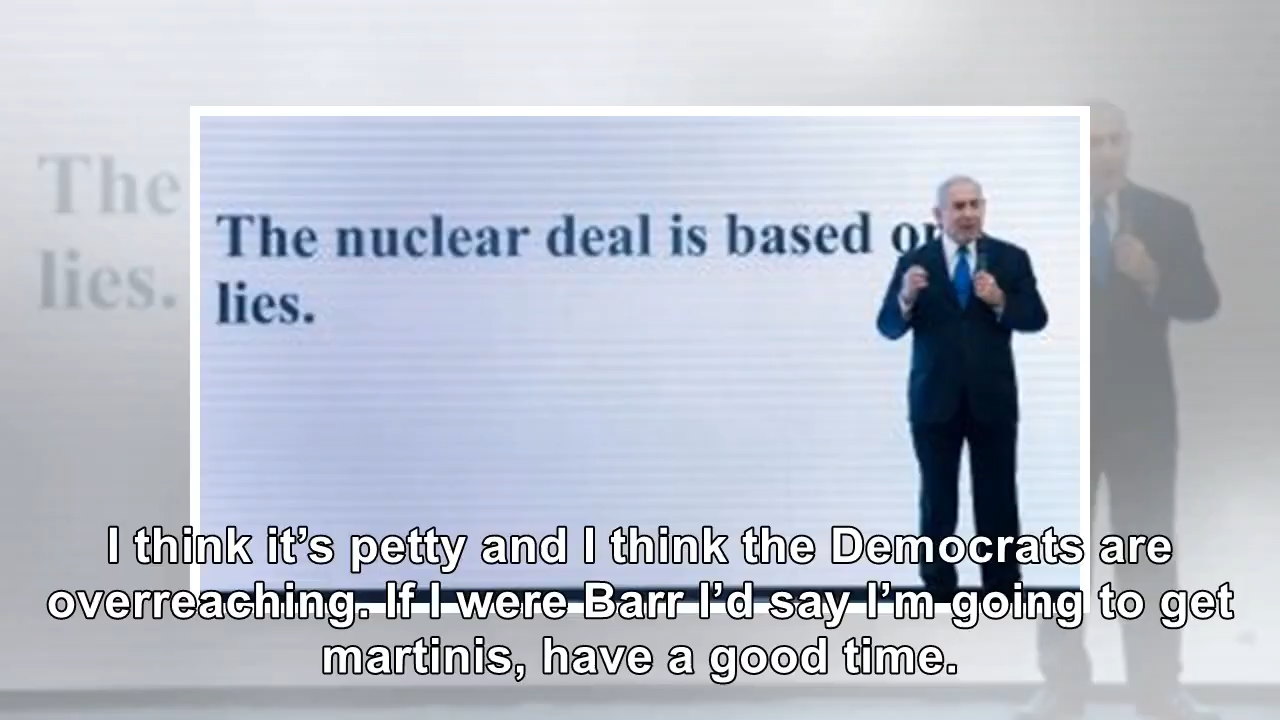 The
lies.
The nuclear deal is based on
lies.
I think it’s petty and I think the Democrats are
overreaching. If I were Barr I’d say I’m going to get
martinis, have a good time.